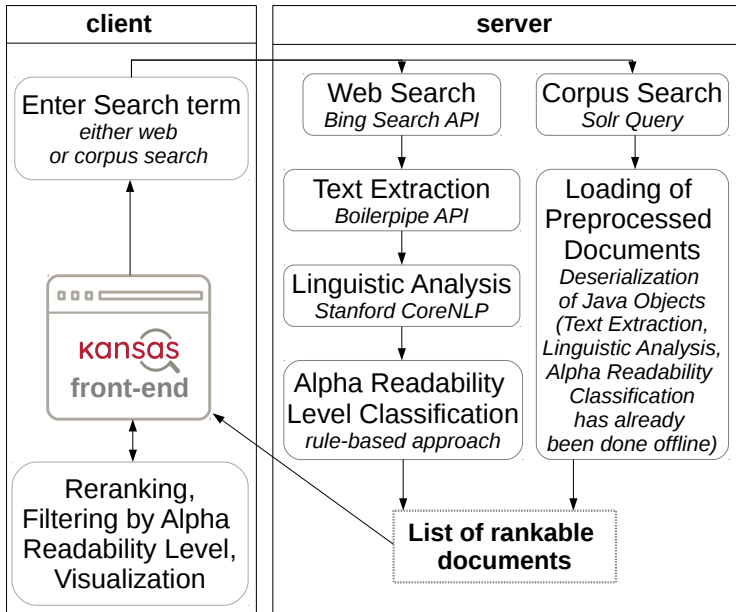 client
Enter Search term
either web
or corpus search
kansas
front-end
Reranking,
Filtering by Alpha
Readability Level,
Visualization
server
Web Search
Bing Search API
Text Extraction
Boilerpipe API
Linguistic Analysis
Stanford CoreNLP
Alpha Readability
Level Classification
rule-based approach
Corpus Search
Solr Query
Loading of
Preprocessed
Documents
Deserialization
of Java Objects
(Text Extraction,
Linguistic Analysis,
Alpha Readability
Classification
has already
been done offline)
List of rankable
documents